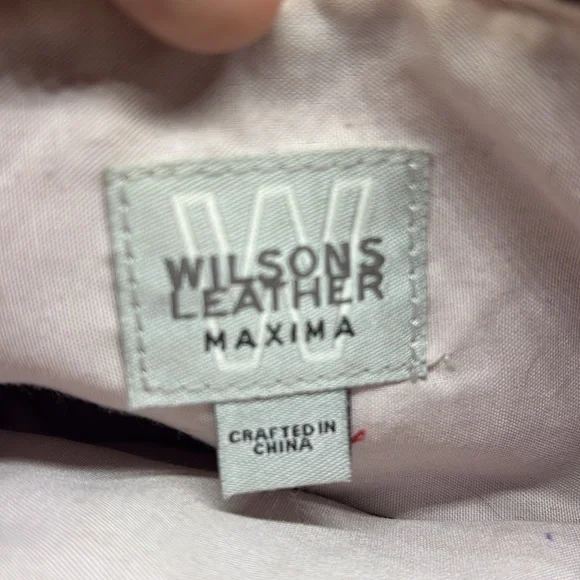 W
WILSONS
LEATHER
MAXIMA
CRAFTED IN
CHINA